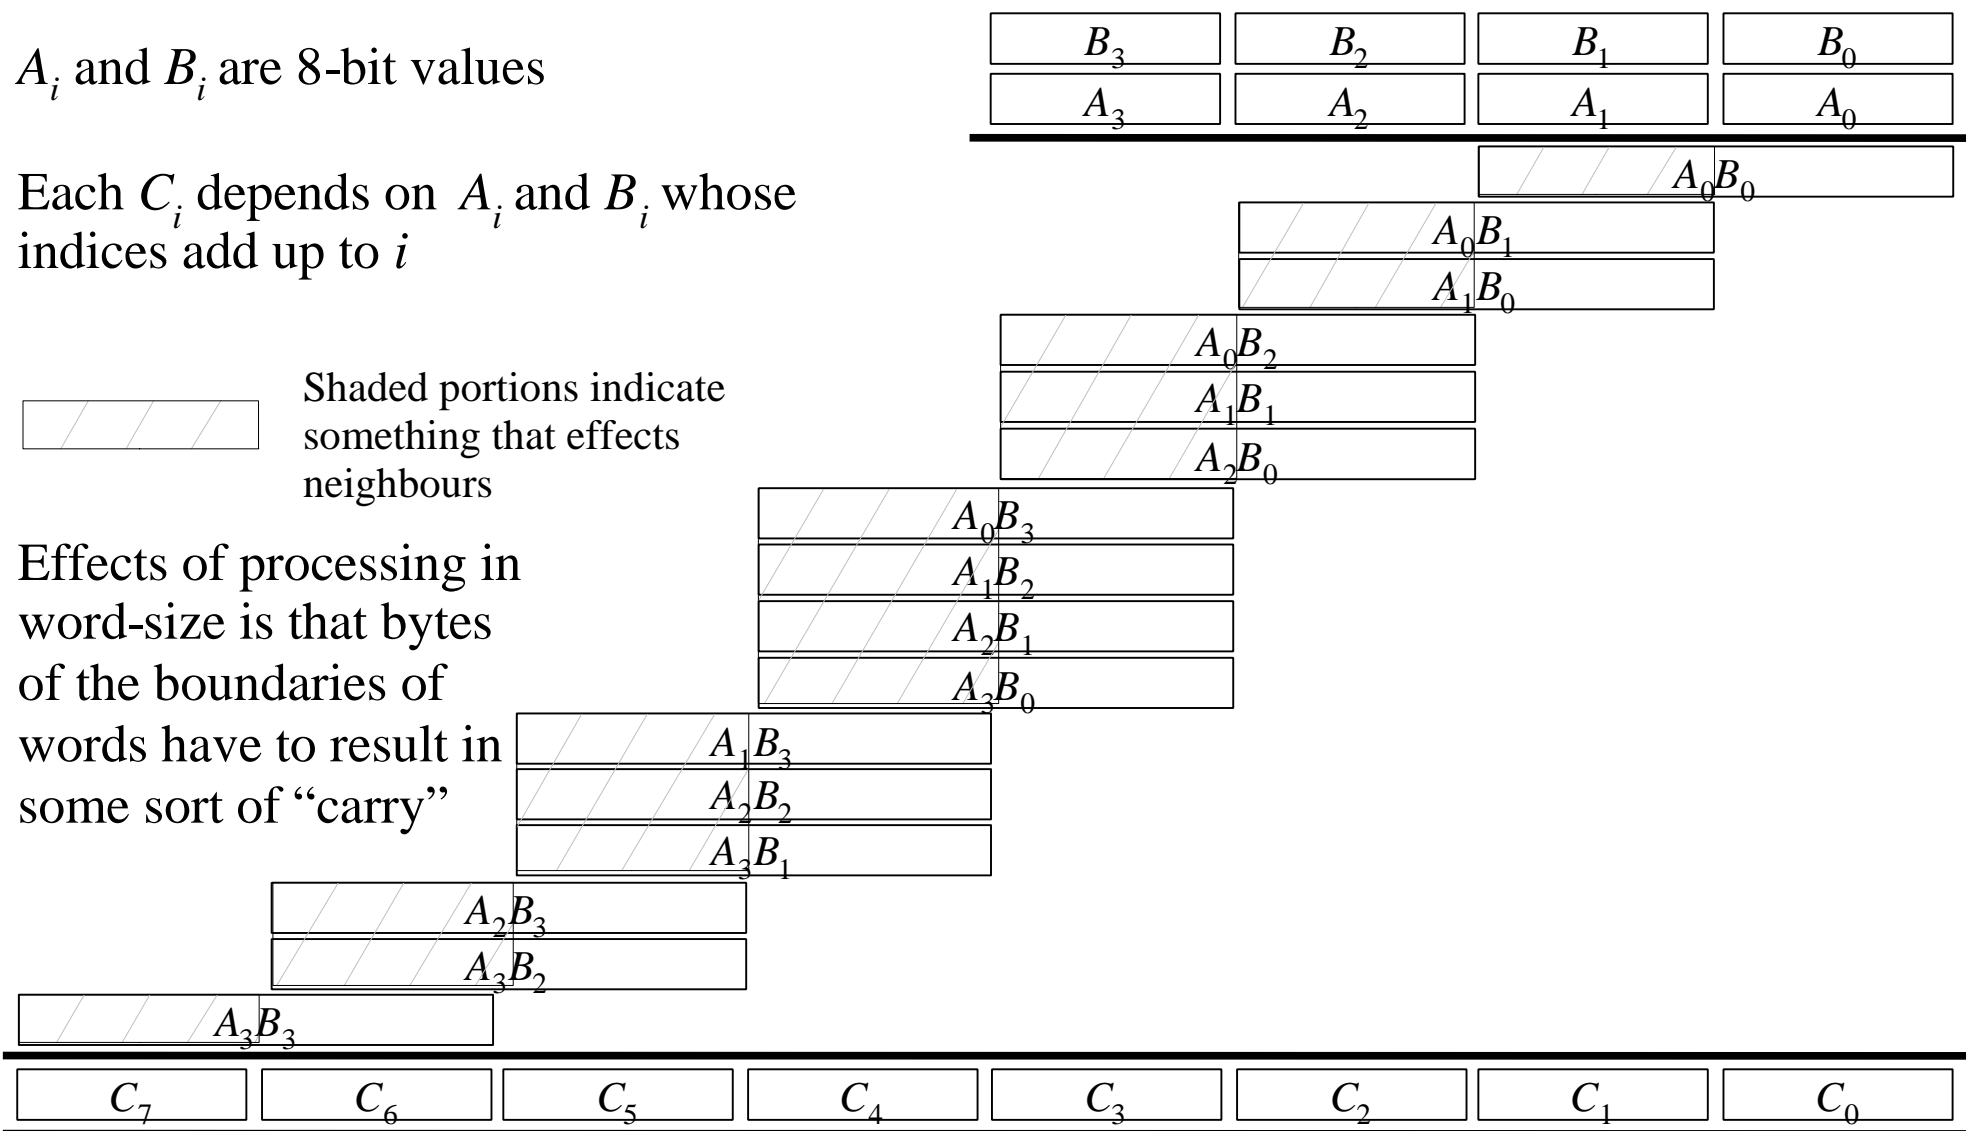 B₃ B₂ B₁ B₀
Aᵢ and Bᵢ are 8-bit values
A₃ A₂ A₁ A₀
A₀B₀
Each Cᵢ depends on Aᵢ and Bᵢ whose
indices add up to i
A₀B₁
A₁B₀
A₀B₂
A₁B₁
A₂B₀
Shaded portions indicate
something that effects
neighbours
A₀B₃
A₁B₂
A₂B₁
A₃B₀
Effects of processing in
word-size is that bytes
of the boundaries of
words have to result in
some sort of “carry”
A₁B₃
A₂B₂
A₃B₁
A₂B₃
A₃B₂
A₃B₃
C₇ C₆ C₅ C₄ C₃ C₂ C₁ C₀